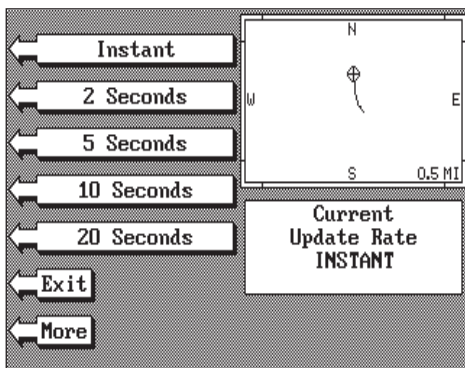 Instant
2 Seconds
5 Seconds
10 Seconds
20 Seconds
Exit
More
N
W
E
S
0.5 MI
Current
Update Rate
INSTANT